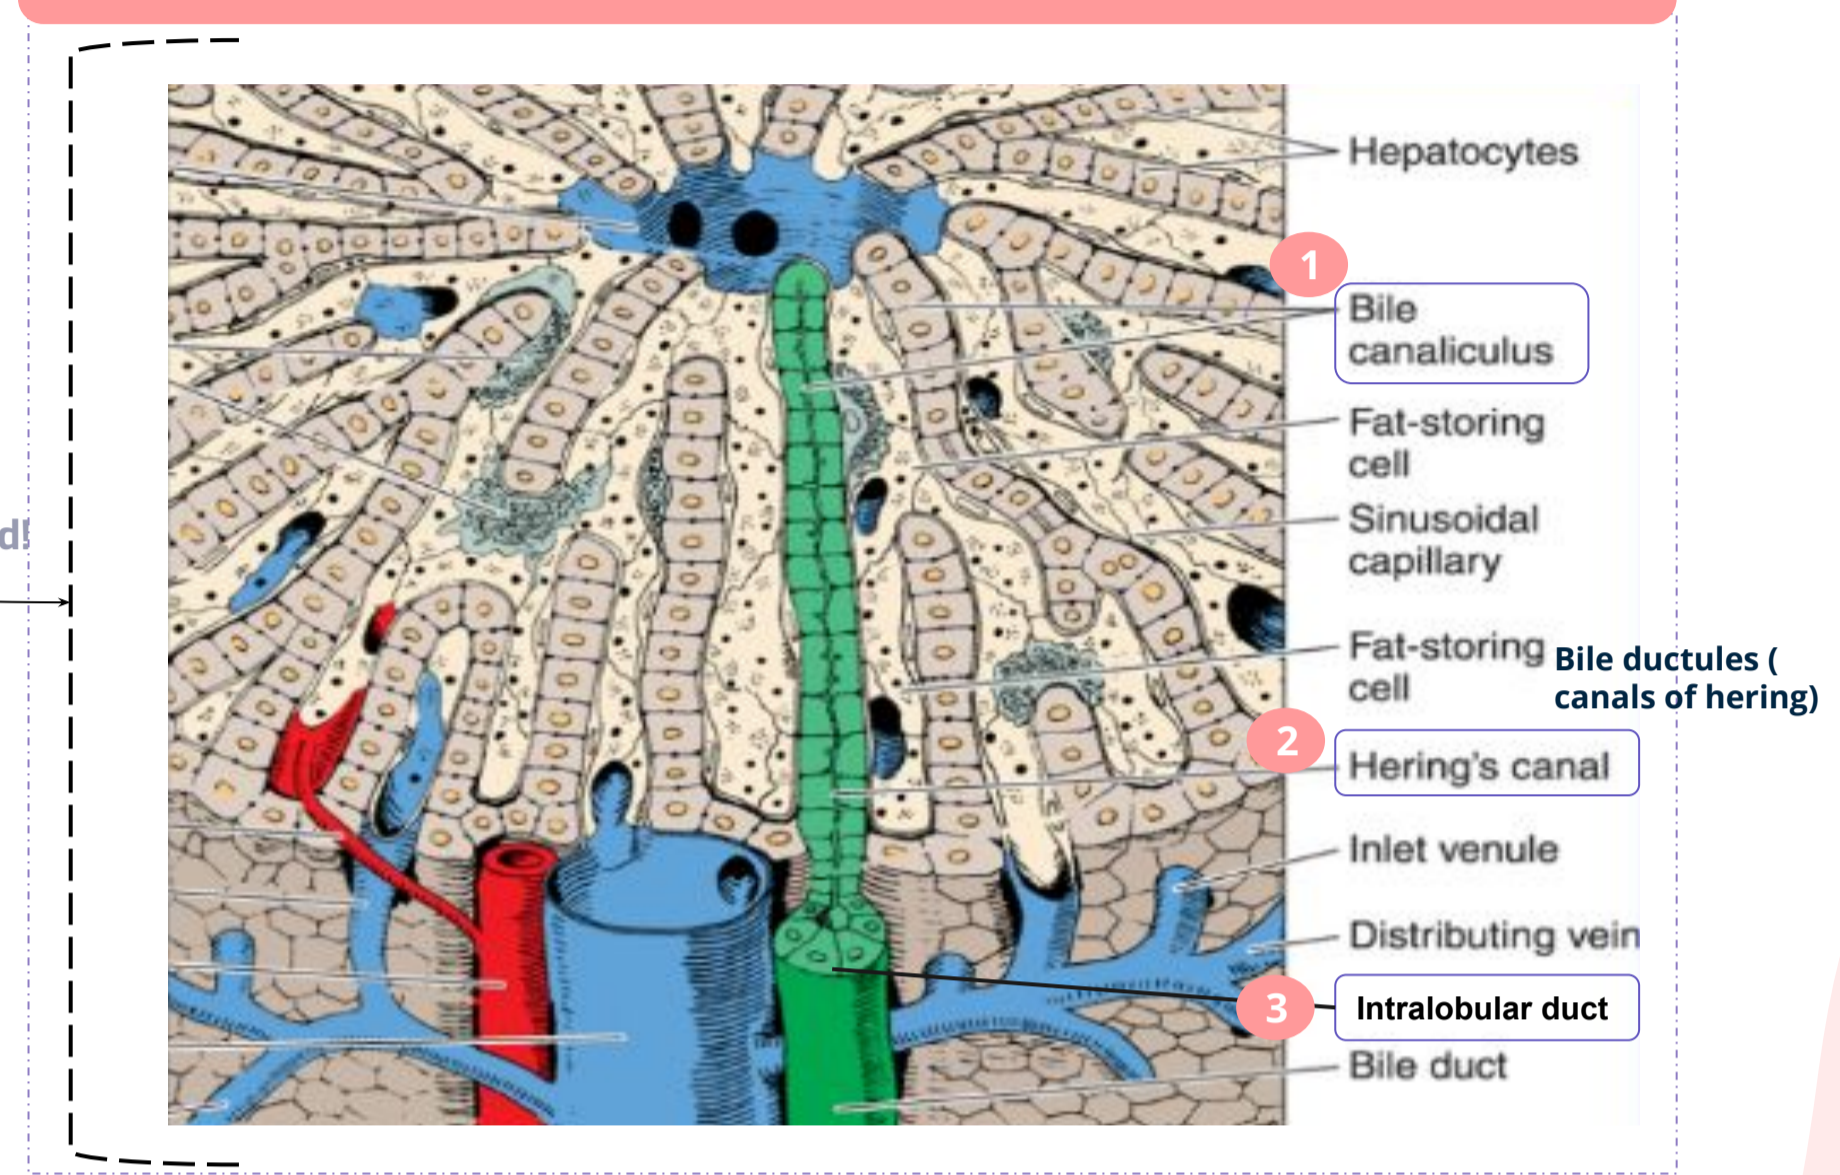 Hepatocytes
1
Bile
canaliculus
Fat-storing
cell
Sinusoidal
capillary
Fat-storing
cell
Bile ductules (
canals of hering)
2
Hering's canal
Inlet venule
Distributing vein
3
Intralobular duct
Bile duct
d!